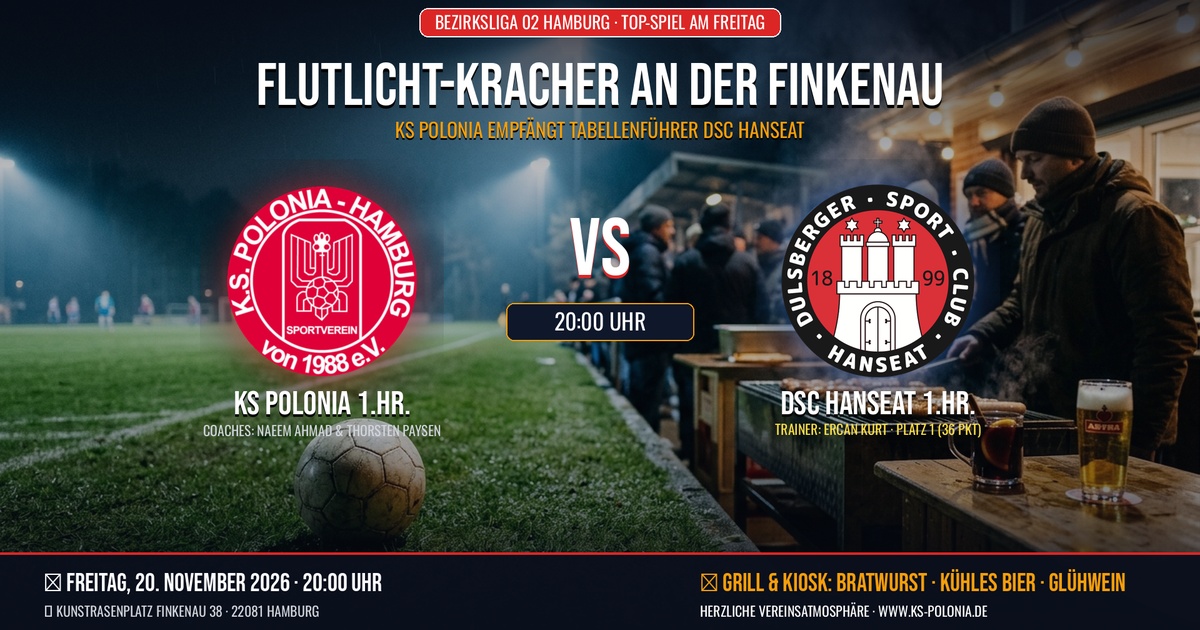 BEZIRKSLIGA 02 HAMBURG · TOP-SPIEL AM FREITAG
FLUTLICHT-KRACHER AN DER FINKENAU
KS POLONIA EMPFÄNGT TABELLENFÜHRER DSC HANSEAT
K.S. POLONIA - HAMBURG
SPORTVEREIN
von 1988 e.V.
VS
20:00 UHR
DULSBERGER · SPORT · CLUB · HANSEAT ·
18 99
KS POLONIA 1.HR.
COACHES: NAEEM AHMAD & THORSTEN PAYSEN
DSC HANSEAT 1.HR.
TRAINER: ERCAN KURT · PLATZ 1 (36 PKT)
FREITAG, 20. NOVEMBER 2026 · 20:00 UHR
KUNSTRASENPLATZ FINKENAU 38 · 22081 HAMBURG
GRILL & KIOSK: BRATWURST · KÜHLES BIER · GLÜHWEIN
HERZLICHE VEREINSATMOSPHÄRE · WWW.KS-POLONIA.DE